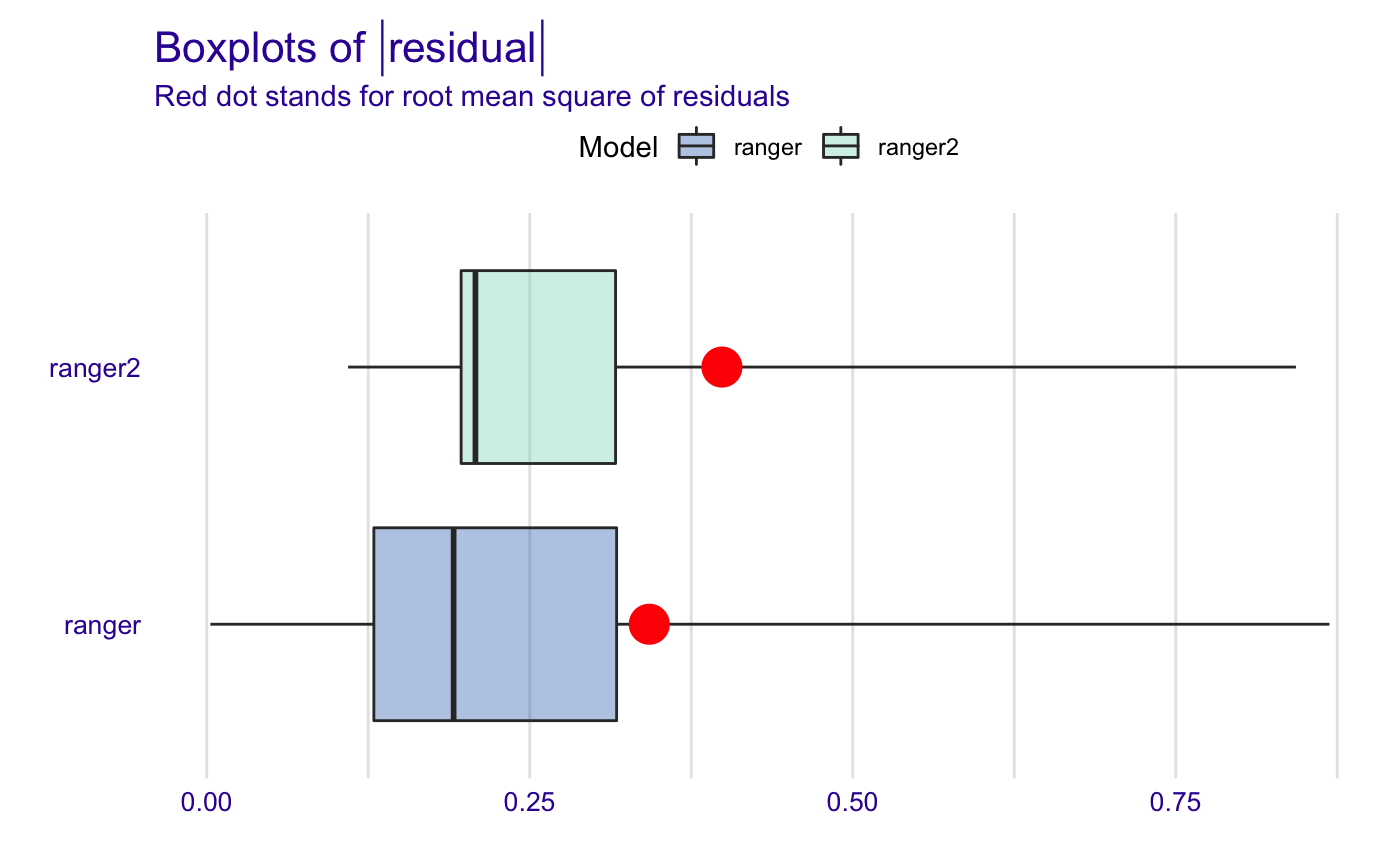 Boxplots of |residual|
Red dot stands for root mean square of residuals
Model ranger ranger2
ranger2
ranger
0.00 0.25 0.50 0.75